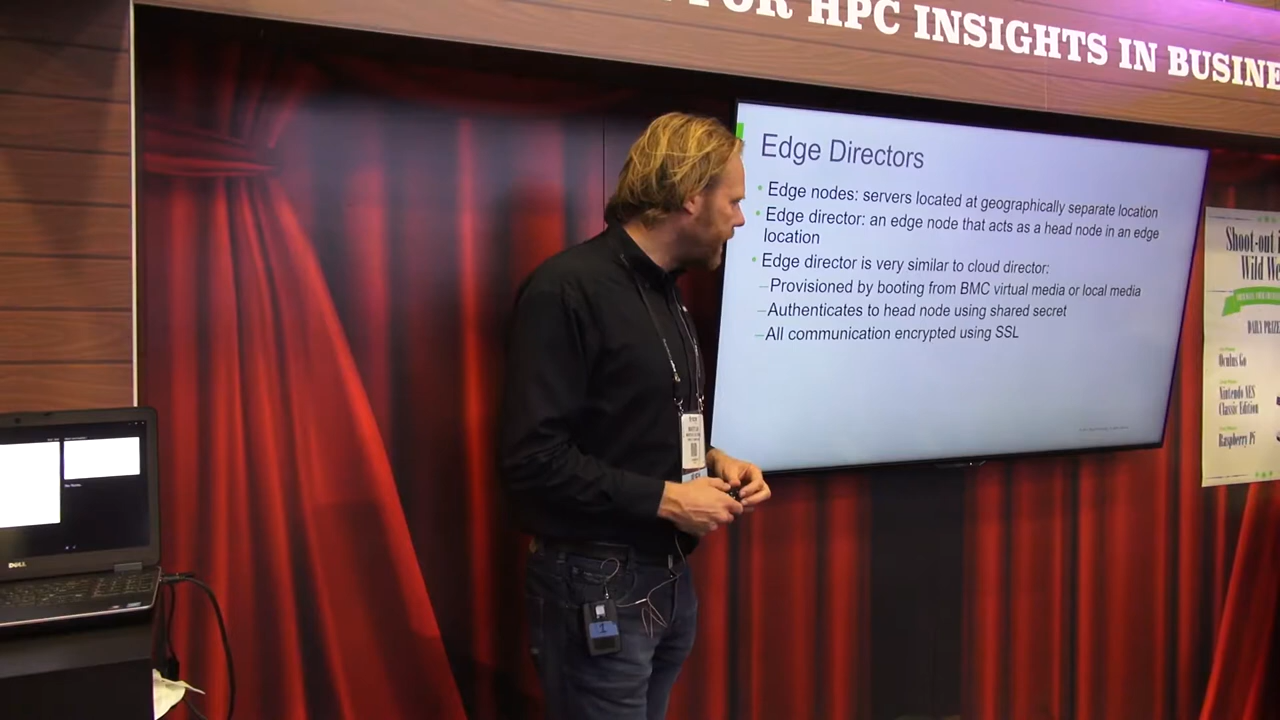 FOR HPC INSIGHTS IN BUSINE
Edge Directors
• Edge nodes: servers located at geographically separate location
• Edge director: an edge node that acts as a head node in an edge
location
• Edge director is very similar to cloud director:
–Provisioned by booting from BMC virtual media or local media
–Authenticates to head node using shared secret
–All communication encrypted using SSL
Shoot-out
Wild We
DAILY PRIZE
Oculus Go
Nintendo NES
Classic Edition
Raspberry Pi
DELL
1